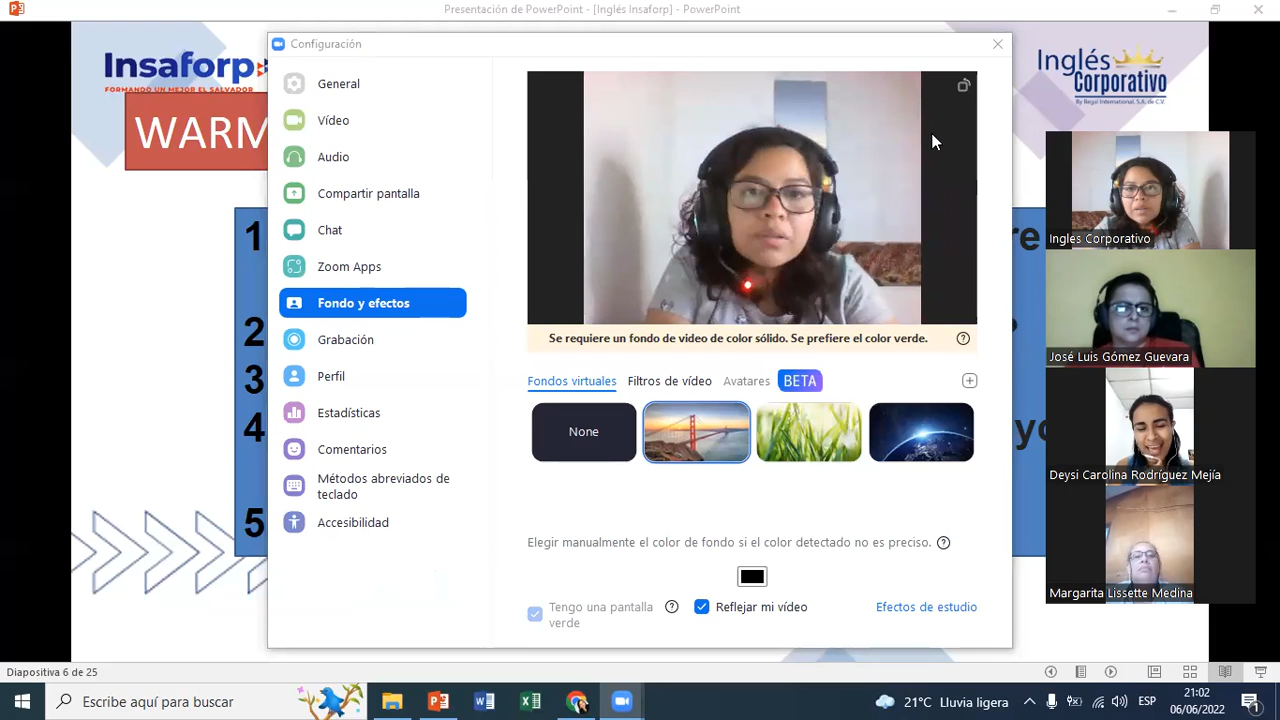 Presentación de PowerPoint - [Inglés Insaforp] - PowerPoint
Insaforp
FORMANDO UN MEJOR EL SALVADOR
Inglés
Corporativo
By Regal International, S.A. de C.V.
WARM
1
2
3
4
5
re
yo
Configuración
General
Vídeo
Audio
Compartir pantalla
Chat
Zoom Apps
Fondo y efectos
Grabación
Perfil
Estadísticas
Comentarios
Métodos abreviados de
teclado
Accesibilidad
Se requiere un fondo de video de color sólido. Se prefiere el color verde.
Fondos virtuales
Filtros de vídeo
Avatares
BETA
None
Elegir manualmente el color de fondo si el color detectado no es preciso.
Tengo una pantalla
verde
Reflejar mi vídeo
Efectos de estudio
Inglés Corporativo
José Luis Gómez Guevara
Deysi Carolina Rodríguez Mejía
Margarita Lissette Medina
Diapositiva 6 de 25
Escribe aquí para buscar
21°C Lluvia ligera
ESP
21:02
06/06/2022
1